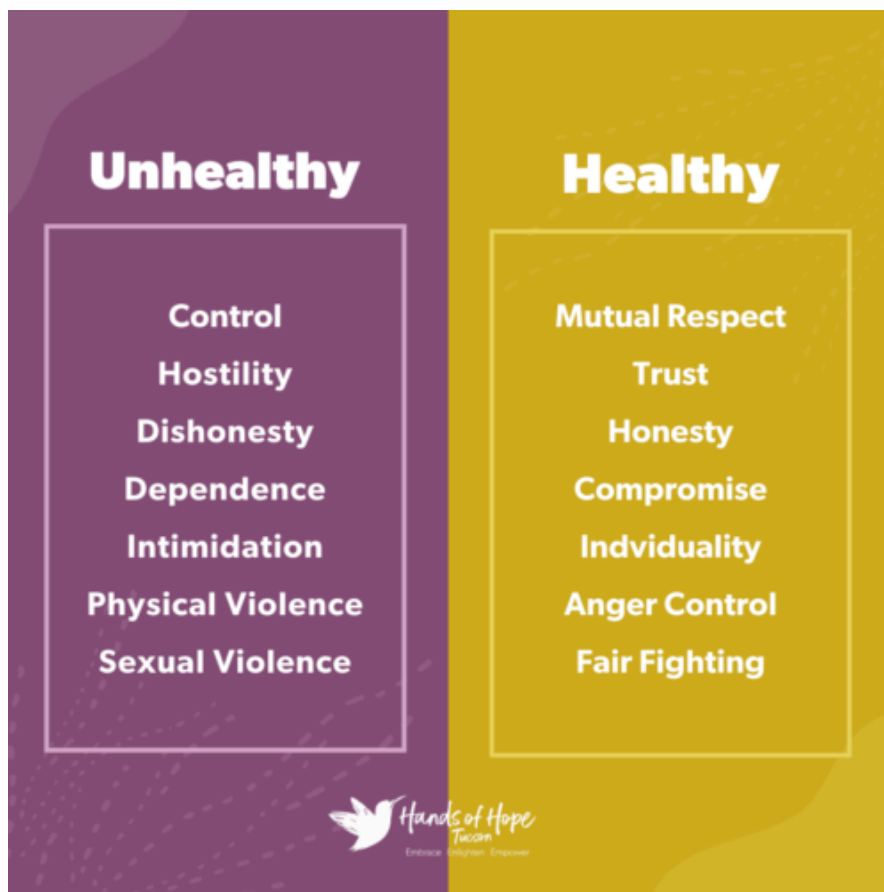 Unhealthy
Control
Hostility
Dishonesty
Dependence
Intimidation
Physical Violence
Sexual Violence
Healthy
Mutual Respect
Trust
Honesty
Compromise
Indviduality
Anger Control
Fair Fighting
Hands of Hope
Tucson
Embrace Enlighten Empower